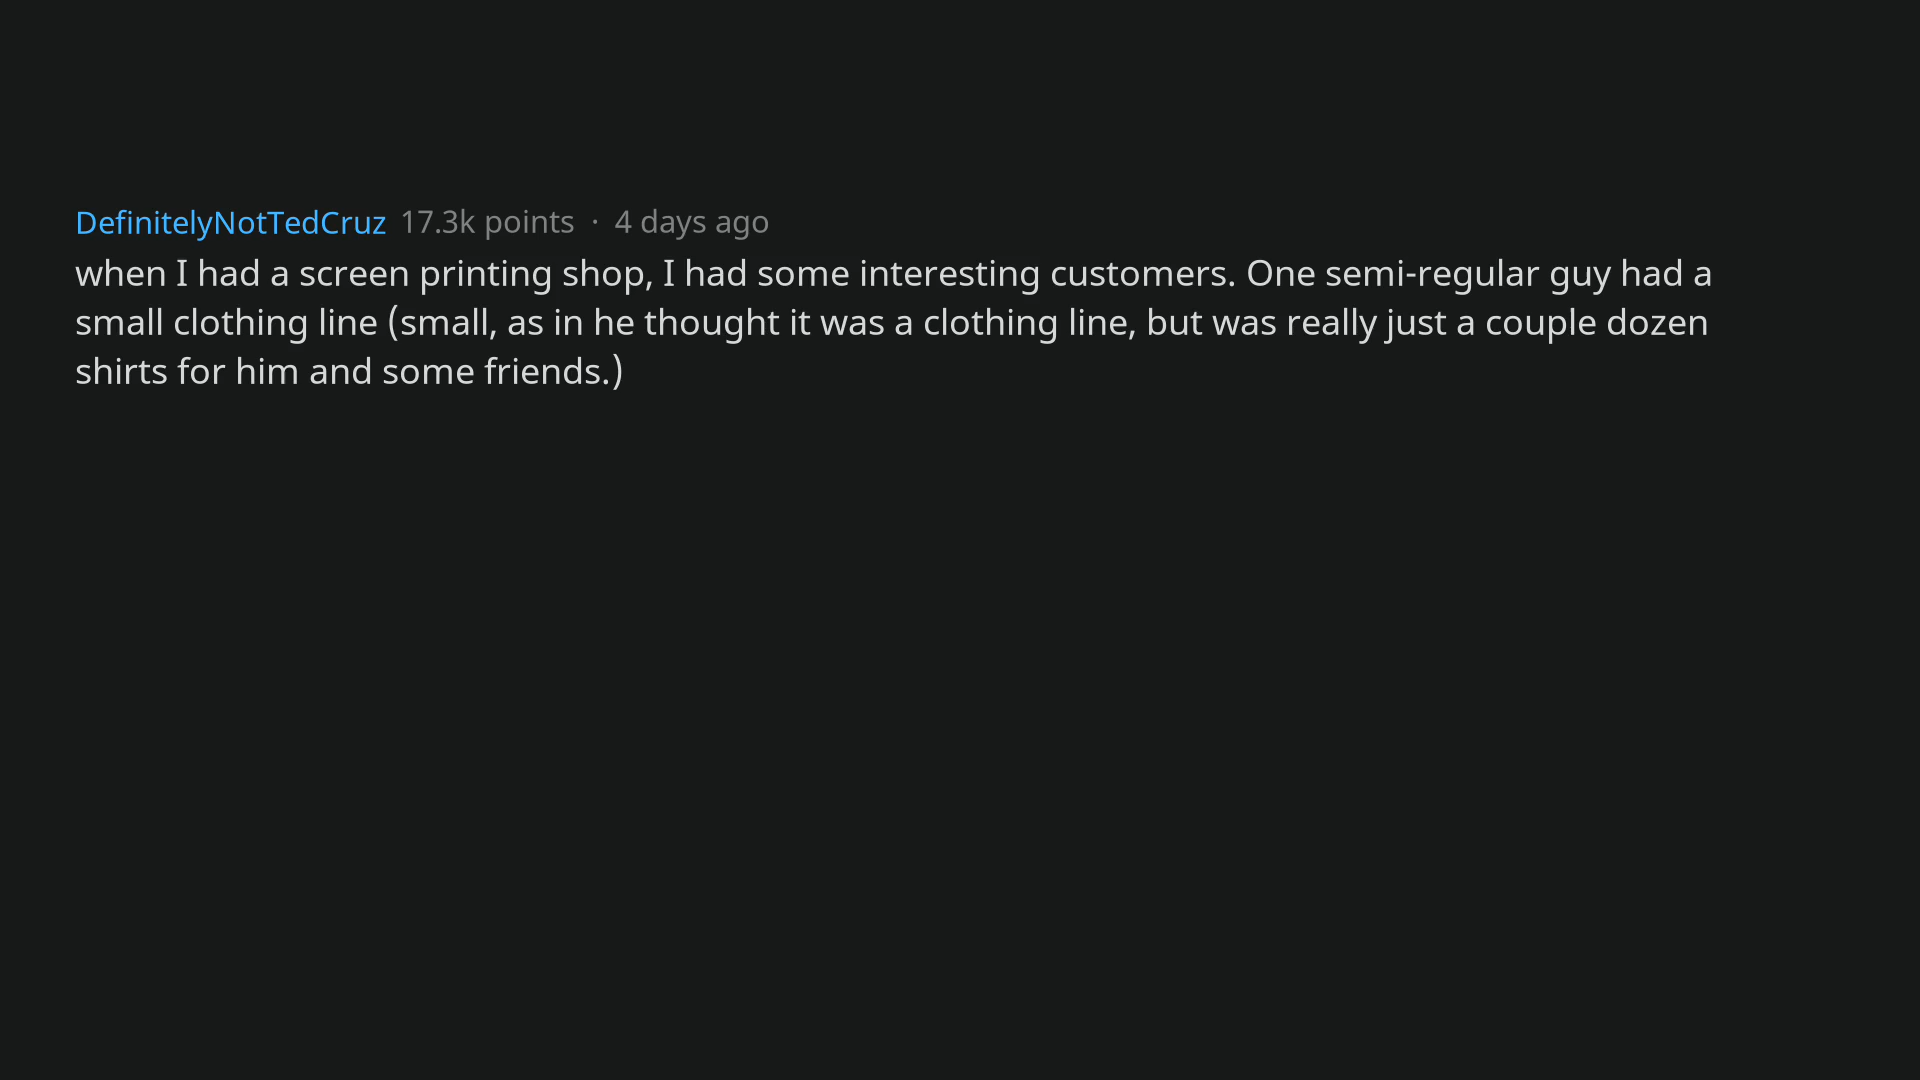 DefinitelyNotTedCruz 17.3k points · 4 days ago
when I had a screen printing shop, I had some interesting customers. One semi-regular guy had a
small clothing line (small, as in he thought it was a clothing line, but was really just a couple dozen
shirts for him and some friends.)